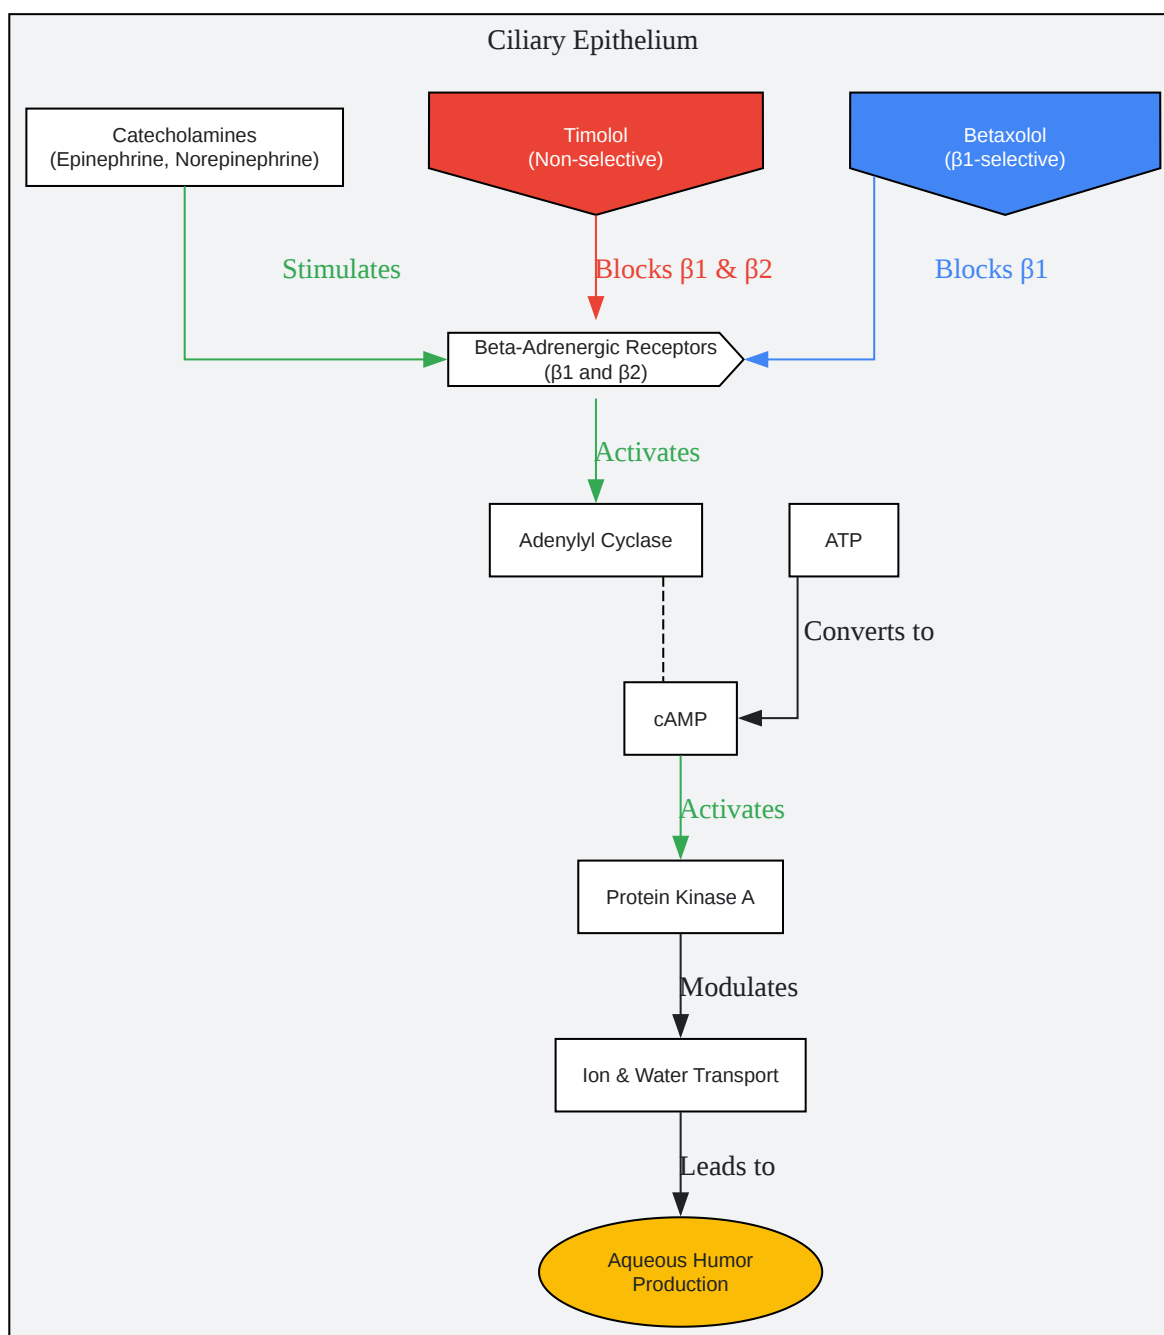 Ciliary Epithelium
Catecholamines
(Epinephrine, Norepinephrine)
Timolol
(Non-selective)
Betaxolol
(β1-selective)
Stimulates
Blocks β1 & β2
Blocks β1
Beta-Adrenergic Receptors
(β1 and β2)
Activates
Adenylyl Cyclase
ATP
Converts to
cAMP
Activates
Protein Kinase A
Modulates
Ion & Water Transport
Leads to
Aqueous Humor
Production